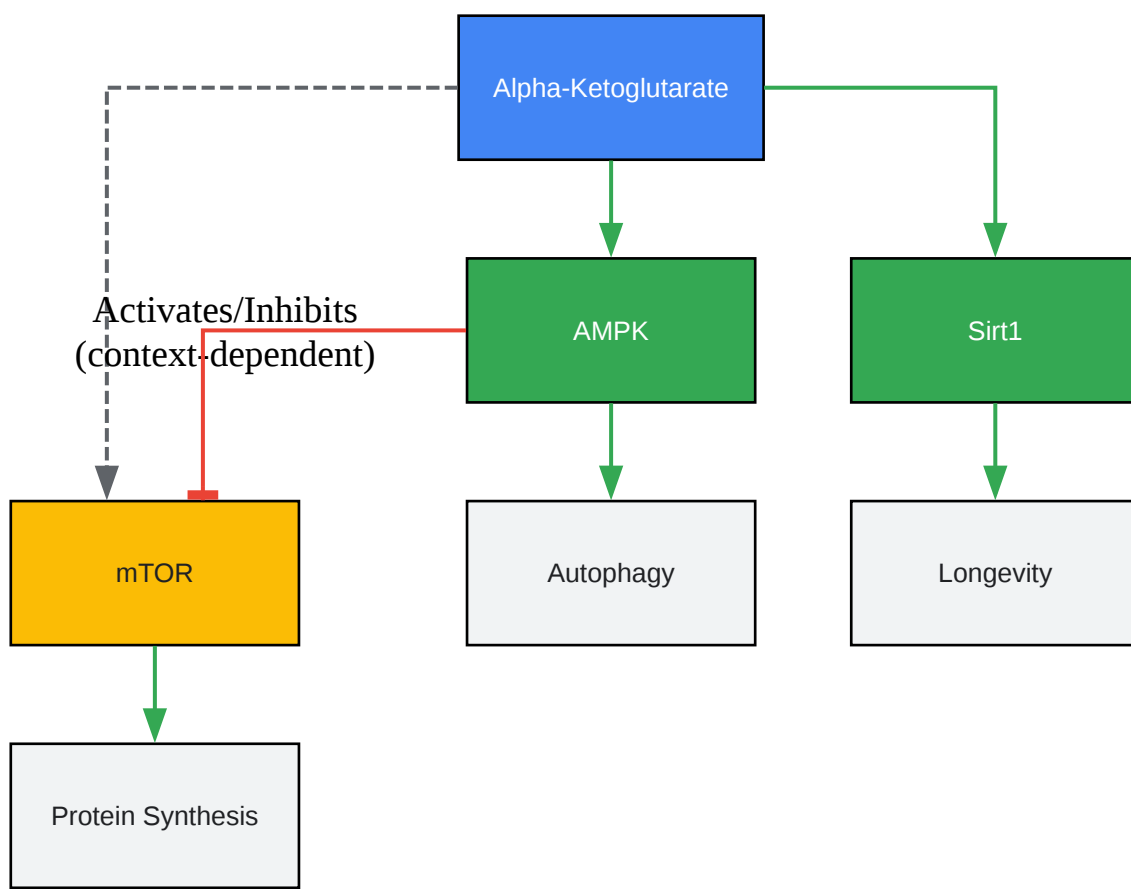 Alpha-Ketoglutarate
Activates/Inhibits
(context-dependent)
AMPK
Sirt1
mTOR
Autophagy
Longevity
Protein Synthesis